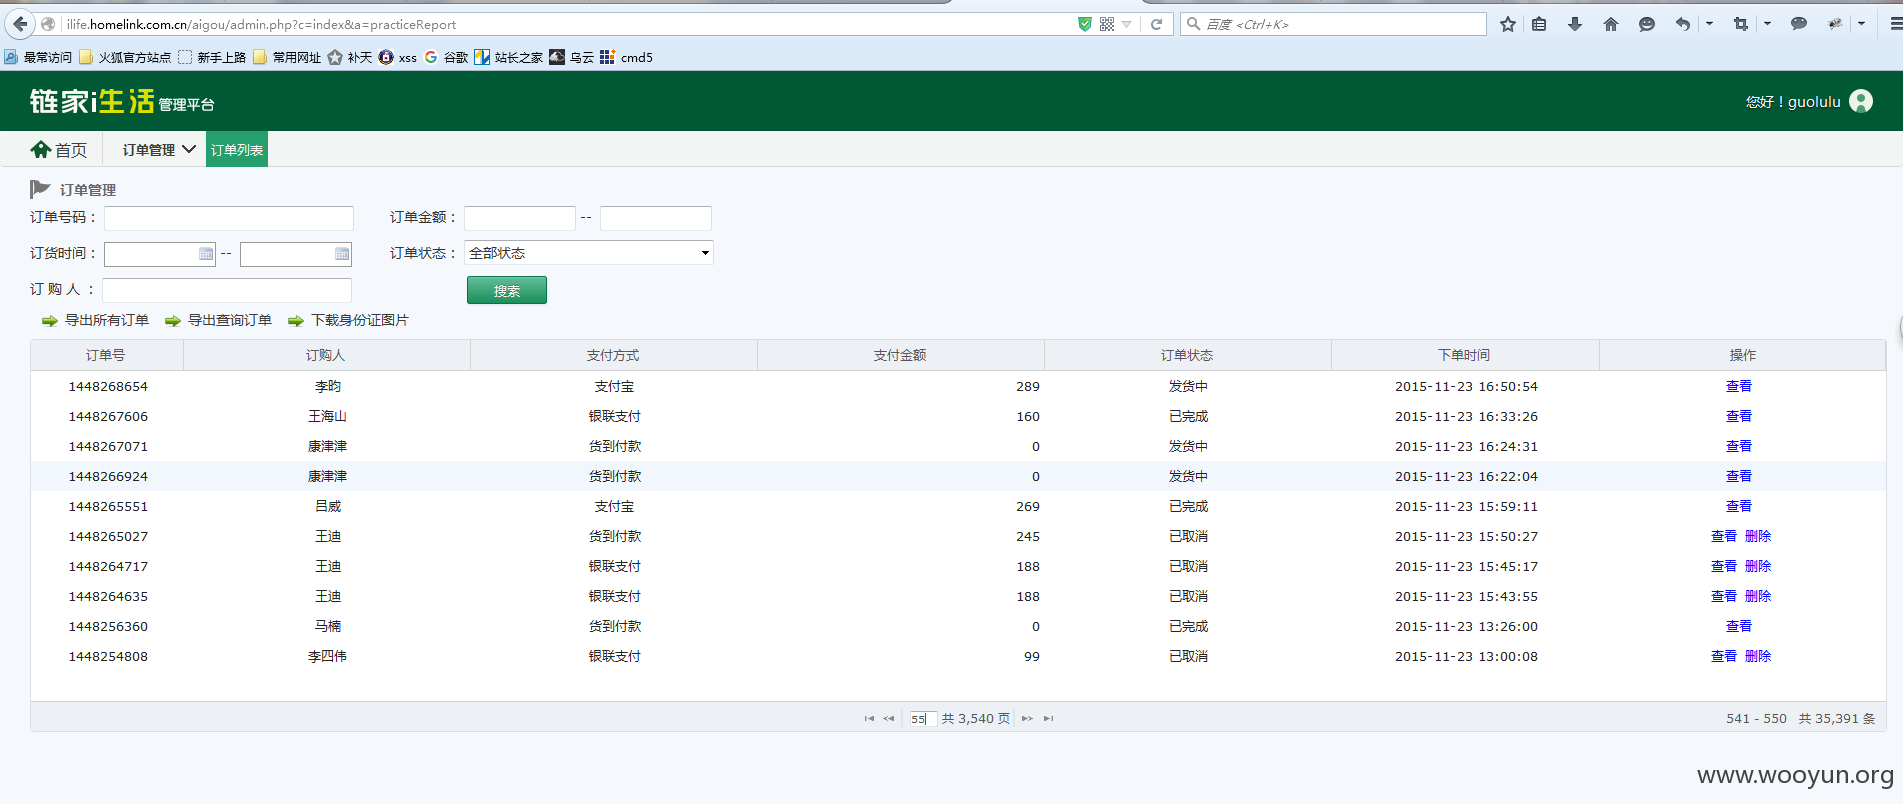 ilife.homelink.com.cn/aigou/admin.php?c=index&a=practiceReport
百度 <Ctrl+K>
最常访问 火狐官方站点 新手上路 常用网址 补天 xss 谷歌 站长之家 乌云 cmd5
链家i生活管理平台
您好！guolulu
首页 订单管理 订单列表
订单管理
订单号码： 订单金额： --
订货时间： -- 订单状态： 全部状态
订 购 人 ： 搜索
导出所有订单 导出查询订单 下载身份证图片
订单号 订购人 支付方式 支付金额 订单状态 下单时间 操作
1448268654 李昀 支付宝 289 发货中 2015-11-23 16:50:54 查看
1448267606 王海山 银联支付 160 已完成 2015-11-23 16:33:26 查看
1448267071 康津津 货到付款 0 发货中 2015-11-23 16:24:31 查看
1448266924 康津津 货到付款 0 发货中 2015-11-23 16:22:04 查看
1448265551 吕威 支付宝 269 已完成 2015-11-23 15:59:11 查看
1448265027 王迪 货到付款 245 已取消 2015-11-23 15:50:27 查看 删除
1448264717 王迪 银联支付 188 已取消 2015-11-23 15:45:17 查看 删除
1448264635 王迪 银联支付 188 已取消 2015-11-23 15:43:55 查看 删除
1448256360 马楠 货到付款 0 已完成 2015-11-23 13:26:00 查看
1448254808 李四伟 银联支付 99 已取消 2015-11-23 13:00:08 查看 删除
55 共 3,540 页 541 - 550 共 35,391 条
www.wooyun.org